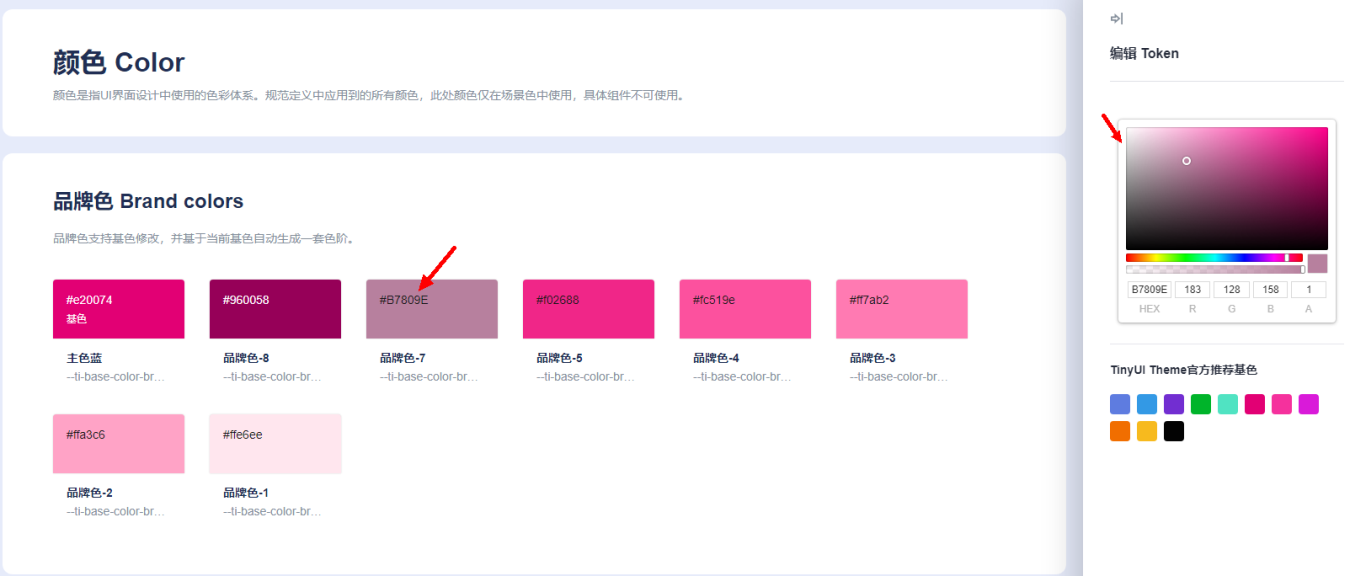 颜色 Color
颜色是指UI界面设计中使用的色彩体系。规范定义中应用到的所有颜色，此处颜色仅在场景色中使用，具体组件不可使用。
品牌色 Brand colors
品牌色支持基色修改，并基于当前基色自动生成一套色阶。
#e20074
基色
主色蓝
--ti-base-color-br...
#960058
品牌色-8
--ti-base-color-br...
#B7809E
品牌色-7
--ti-base-color-br...
#f02688
品牌色-5
--ti-base-color-br...
#fc519e
品牌色-4
--ti-base-color-br...
#ff7ab2
品牌色-3
--ti-base-color-br...
#ffa3c6
品牌色-2
--ti-base-color-br...
#ffe6ee
品牌色-1
--ti-base-color-br...
编辑 Token
B7809E 183 128 158 1
HEX R G B A
TinyUI Theme官方推荐基色